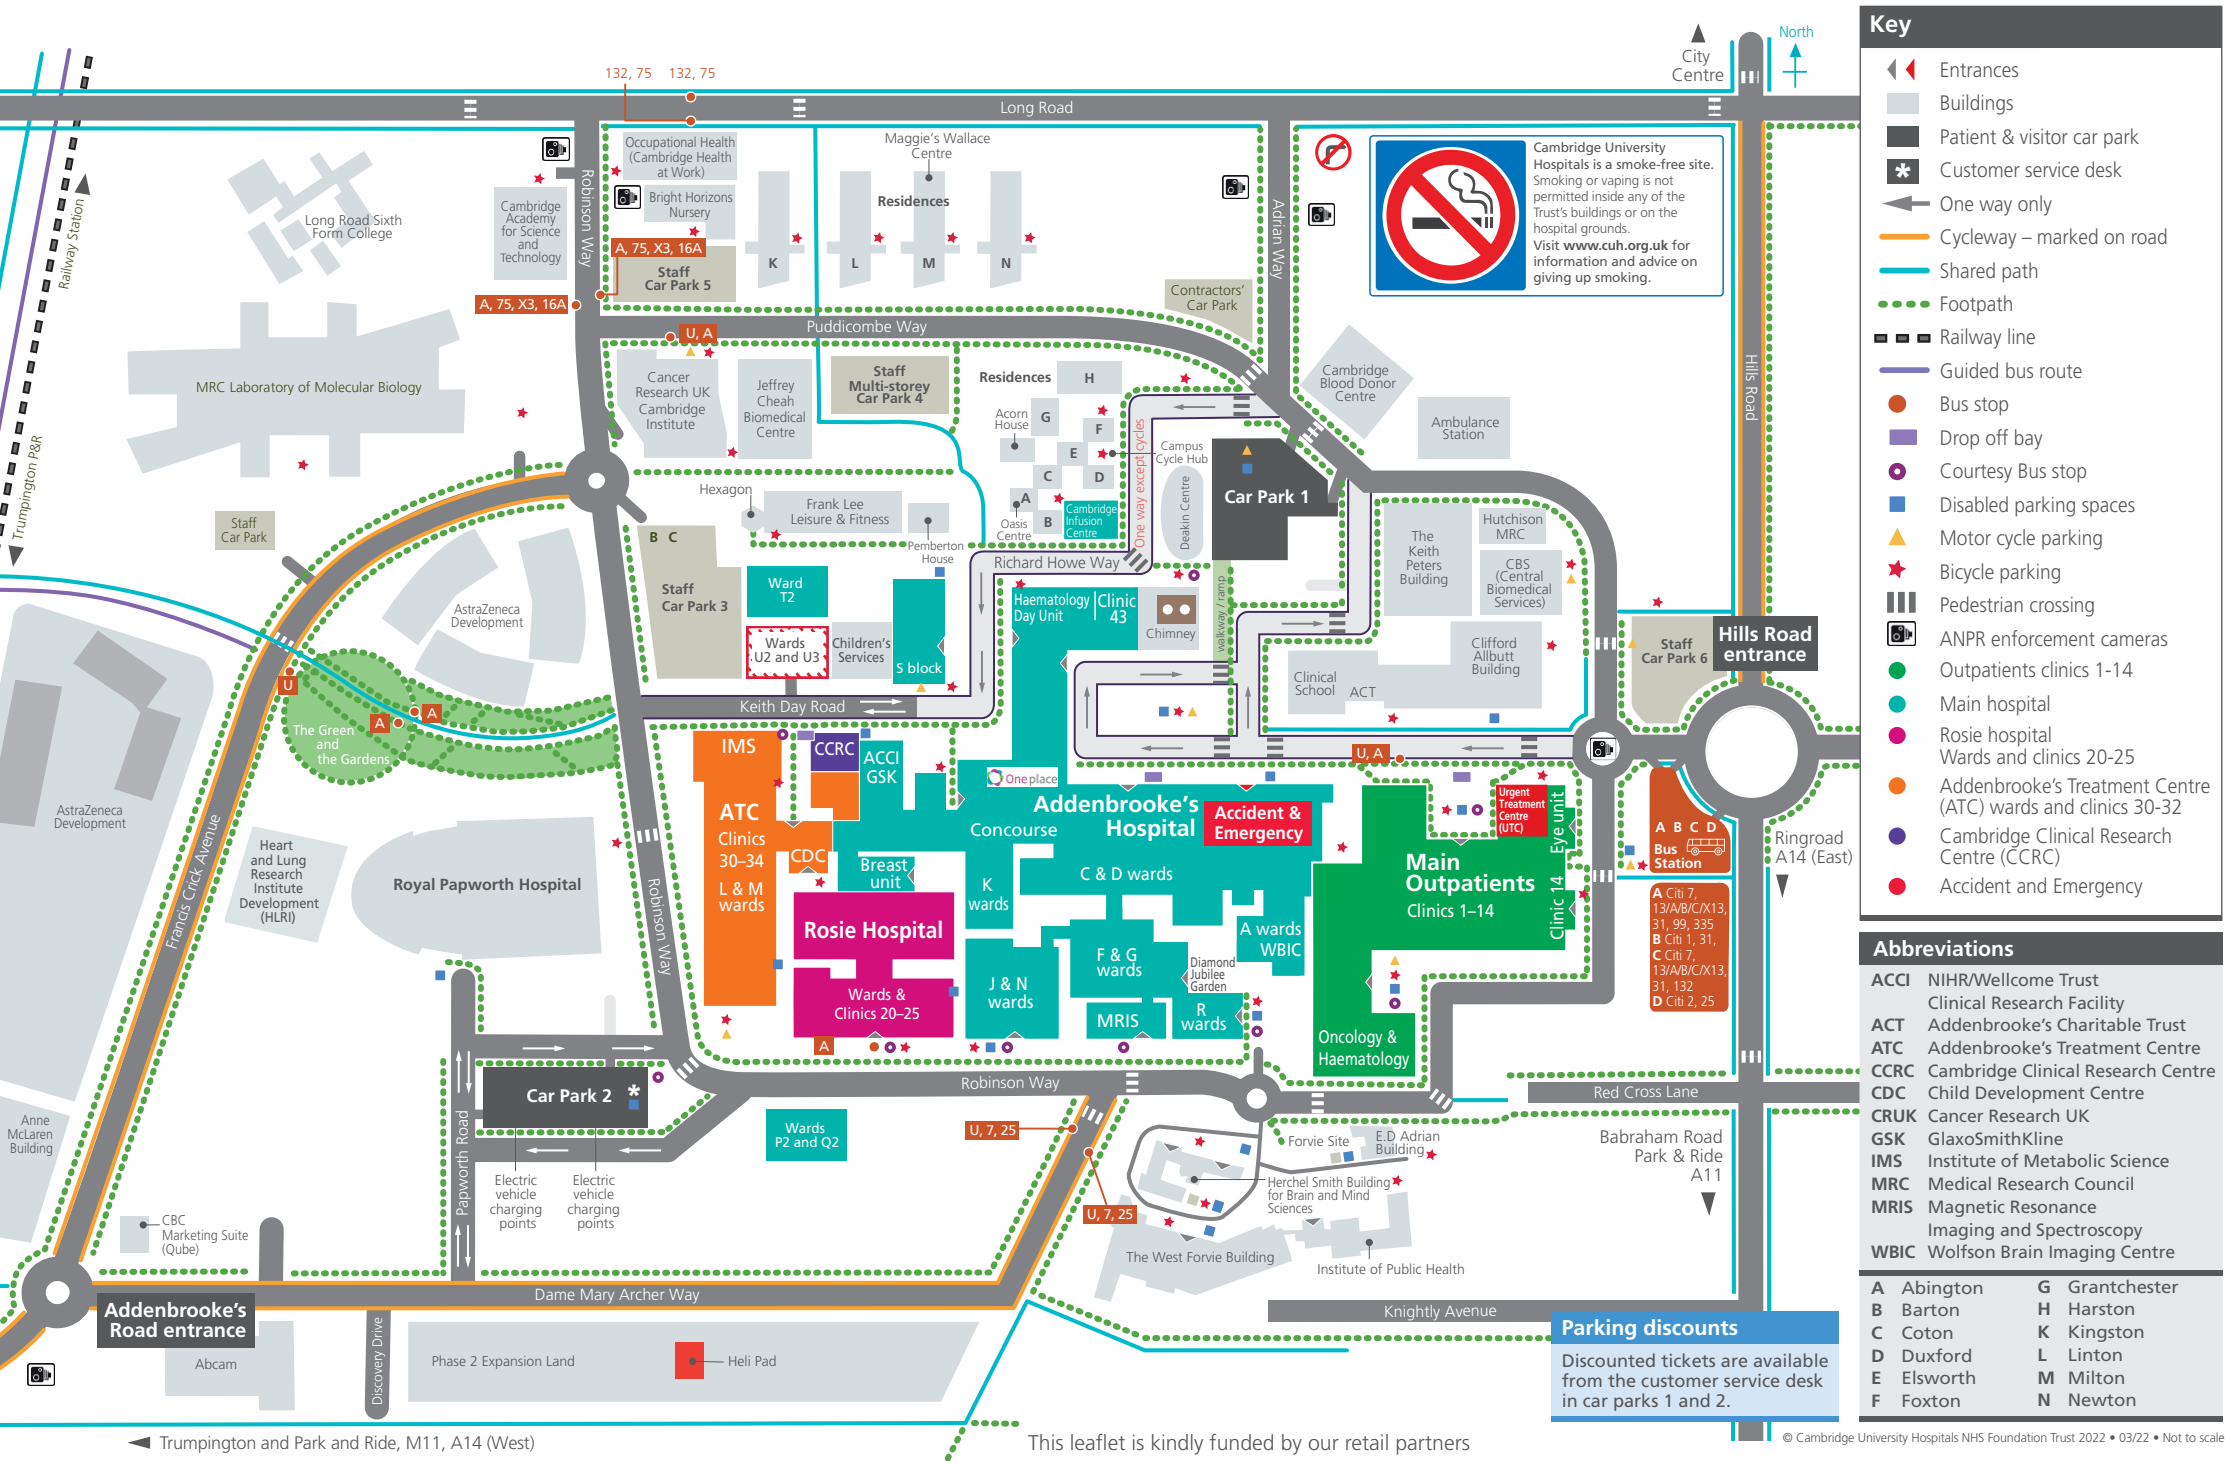 132, 75
132, 75
City
Centre
North
Long Road
Railway Station
Trumpington P&R
Long Road Sixth
Form College
Cambridge
Academy
for Science
and
Technology
Robinson Way
Occupational Health
(Cambridge Health
at Work)
Bright Horizons
Nursery
A, 75, X3, 16A
Staff
Car Park 5
A, 75, X3, 16A
Maggie's Wallace
Centre
Residences
K
L
M
N
Adrian Way
Contractors'
Car Park
Cambridge University
Hospitals is a smoke-free site.
Smoking or vaping is not
permitted inside any of the
Trust's buildings or on the
hospital grounds.
Visit www.cuh.org.uk for
information and advice on
giving up smoking.
Hills Road
Puddicombe Way
U, A
MRC Laboratory of Molecular Biology
Cancer
Research UK
Cambridge
Institute
Jeffrey
Cheah
Biomedical
Centre
Staff
Multi-storey
Car Park 4
Residences
H
Acorn
House
G
F
E
C
D
A
B
Oasis
Centre
Cambridge
Infusion
Centre
One way except cycles
Campus
Cycle Hub
Deakin Centre
Car Park 1
Cambridge
Blood Donor
Centre
Ambulance
Station
Hexagon
Frank Lee
Leisure & Fitness
Pemberton
House
Staff
Car Park
B C
Staff
Car Park 3
Ward
T2
Wards
U2 and U3
Children's
Services
S block
Richard Howe Way
Haematology
Day Unit
Clinic
43
Chimney
walkway / ramp
The
Keith
Peters
Building
Hutchison
MRC
CBS
(Central
Biomedical
Services)
Clifford
Allbutt
Building
Clinical
School
ACT
Staff
Car Park 6
Hills Road
entrance
AstraZeneca
Development
U
A
A
The Green
and
the Gardens
AstraZeneca
Development
Keith Day Road
IMS
CCRC
ACCI
GSK
ATC
Clinics
30–34
L & M
wards
CDC
Breast
unit
One place
Concourse
Addenbrooke's
Hospital
Accident &
Emergency
U, A
K
wards
C & D wards
Urgent
Treatment
Centre
(UTC)
Eye unit
Clinic 14
Main
Outpatients
Clinics 1–14
A B C D
Bus
Station
A Citi 7,
13/A/B/C/X13,
31, 99, 335
B Citi 1, 31,
C Citi 7,
13/A/B/C/X13,
31, 132
D Citi 2, 25
Ringroad
A14 (East)
Francis Crick Avenue
Heart
and Lung
Research
Institute
Development
(HLRI)
Royal Papworth Hospital
Robinson Way
Rosie Hospital
Wards &
Clinics 20–25
J & N
wards
F & G
wards
A wards
WBIC
Diamond
Jubilee
Garden
MRIS
R
wards
Oncology &
Haematology
A
Robinson Way
Red Cross Lane
Car Park 2
*
Papworth Road
Electric
vehicle
charging
points
Electric
vehicle
charging
points
Wards
P2 and Q2
U, 7, 25
U, 7, 25
Forvie Site
E.D Adrian
Building
Herchel Smith Building
for Brain and Mind
Sciences
The West Forvie Building
Institute of Public Health
Babraham Road
Park & Ride
A11
Anne
McLaren
Building
CBC
Marketing Suite
(Qube)
Addenbrooke's
Road entrance
Dame Mary Archer Way
Knightly Avenue
Abcam
Discovery Drive
Phase 2 Expansion Land
Heli Pad
Parking discounts
Discounted tickets are available
from the customer service desk
in car parks 1 and 2.
Trumpington and Park and Ride, M11, A14 (West)
This leaflet is kindly funded by our retail partners
Key
Entrances
Buildings
Patient & visitor car park
* Customer service desk
One way only
Cycleway – marked on road
Shared path
Footpath
Railway line
Guided bus route
Bus stop
Drop off bay
Courtesy Bus stop
Disabled parking spaces
Motor cycle parking
Bicycle parking
Pedestrian crossing
ANPR enforcement cameras
Outpatients clinics 1-14
Main hospital
Rosie hospital
Wards and clinics 20-25
Addenbrooke's Treatment Centre
(ATC) wards and clinics 30-32
Cambridge Clinical Research
Centre (CCRC)
Accident and Emergency
Abbreviations
ACCI NIHR/Wellcome Trust
Clinical Research Facility
ACT Addenbrooke's Charitable Trust
ATC Addenbrooke's Treatment Centre
CCRC Cambridge Clinical Research Centre
CDC Child Development Centre
CRUK Cancer Research UK
GSK GlaxoSmithKline
IMS Institute of Metabolic Science
MRC Medical Research Council
MRIS Magnetic Resonance
Imaging and Spectroscopy
WBIC Wolfson Brain Imaging Centre
A Abington
B Barton
C Coton
D Duxford
E Elsworth
F Foxton
G Grantchester
H Harston
K Kingston
L Linton
M Milton
N Newton
© Cambridge University Hospitals NHS Foundation Trust 2022 • 03/22 • Not to scale